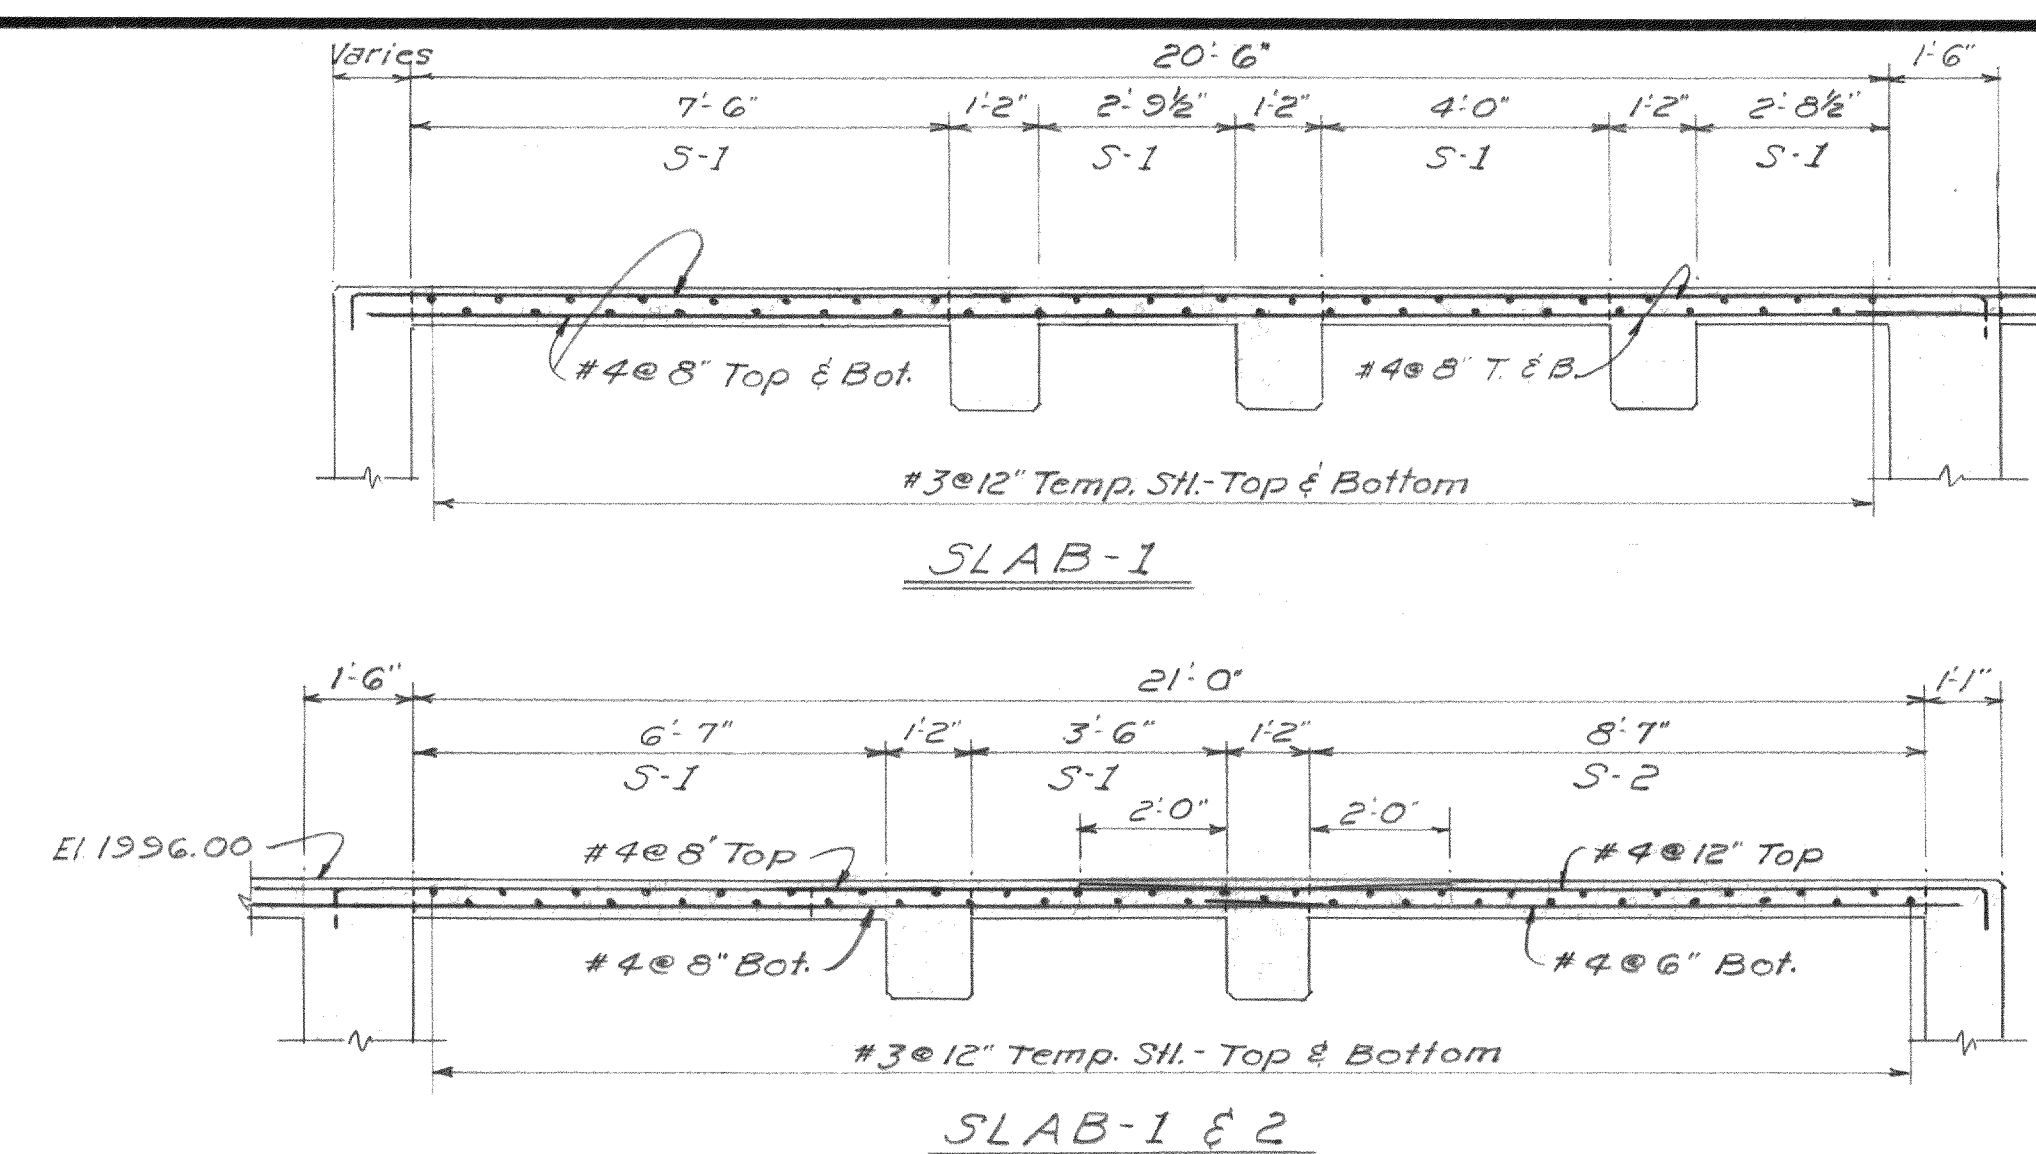 Varies 20'-6" 1'-6"
7'-6" 1'-2" 2'-9½" 1'-2" 4'-0" 1'-2" 2'-8½"
S-1 S-1 S-1 S-1
#4@8" Top & Bot. #4@8" T. & B.
#3@12" Temp. Stl.-Top & Bottom
SLAB-1
1'-6" 21'-0" 1'-1"
6'-7" 1'-2" 3'-6" 1'-2" 8'-7"
S-1 S-1 S-2
2'-0" 2'-0"
El. 1996.00 #4@8" Top #4@12" Top
#4@8" Bot. #4@6" Bot.
#3@12" Temp. Stl.-Top & Bottom
SLAB-1 & 2